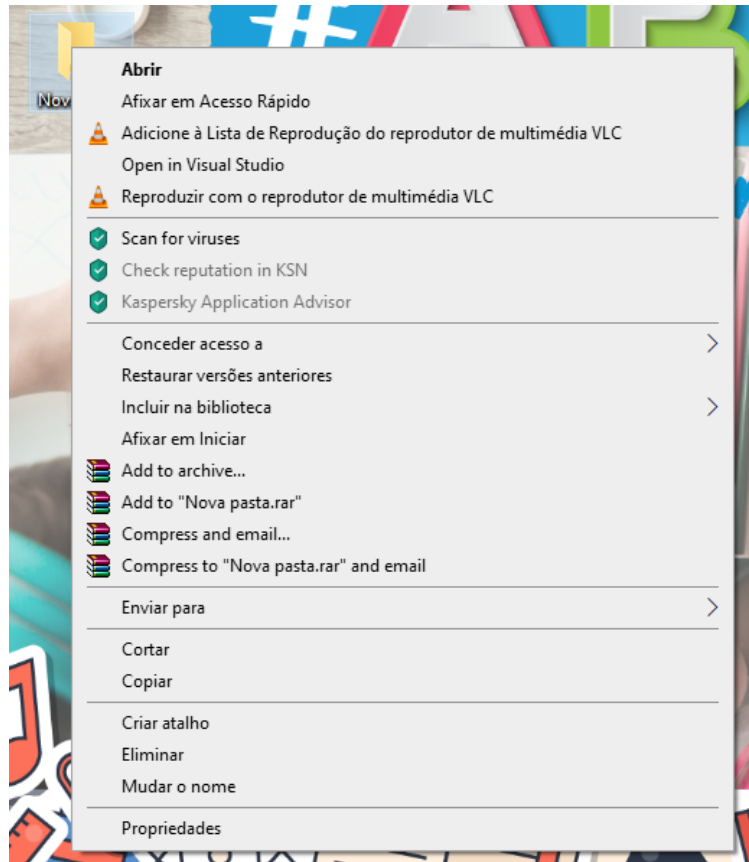 #AB
Nov
Abrir
Afixar em Acesso Rápido
Adicione à Lista de Reprodução do reprodutor de multimédia VLC
Open in Visual Studio
Reproduzir com o reprodutor de multimédia VLC
Scan for viruses
Check reputation in KSN
Kaspersky Application Advisor
Conceder acesso a
Restaurar versões anteriores
Incluir na biblioteca
Afixar em Iniciar
Add to archive...
Add to "Nova pasta.rar"
Compress and email...
Compress to "Nova pasta.rar" and email
Enviar para
Cortar
Copiar
Criar atalho
Eliminar
Mudar o nome
Propriedades